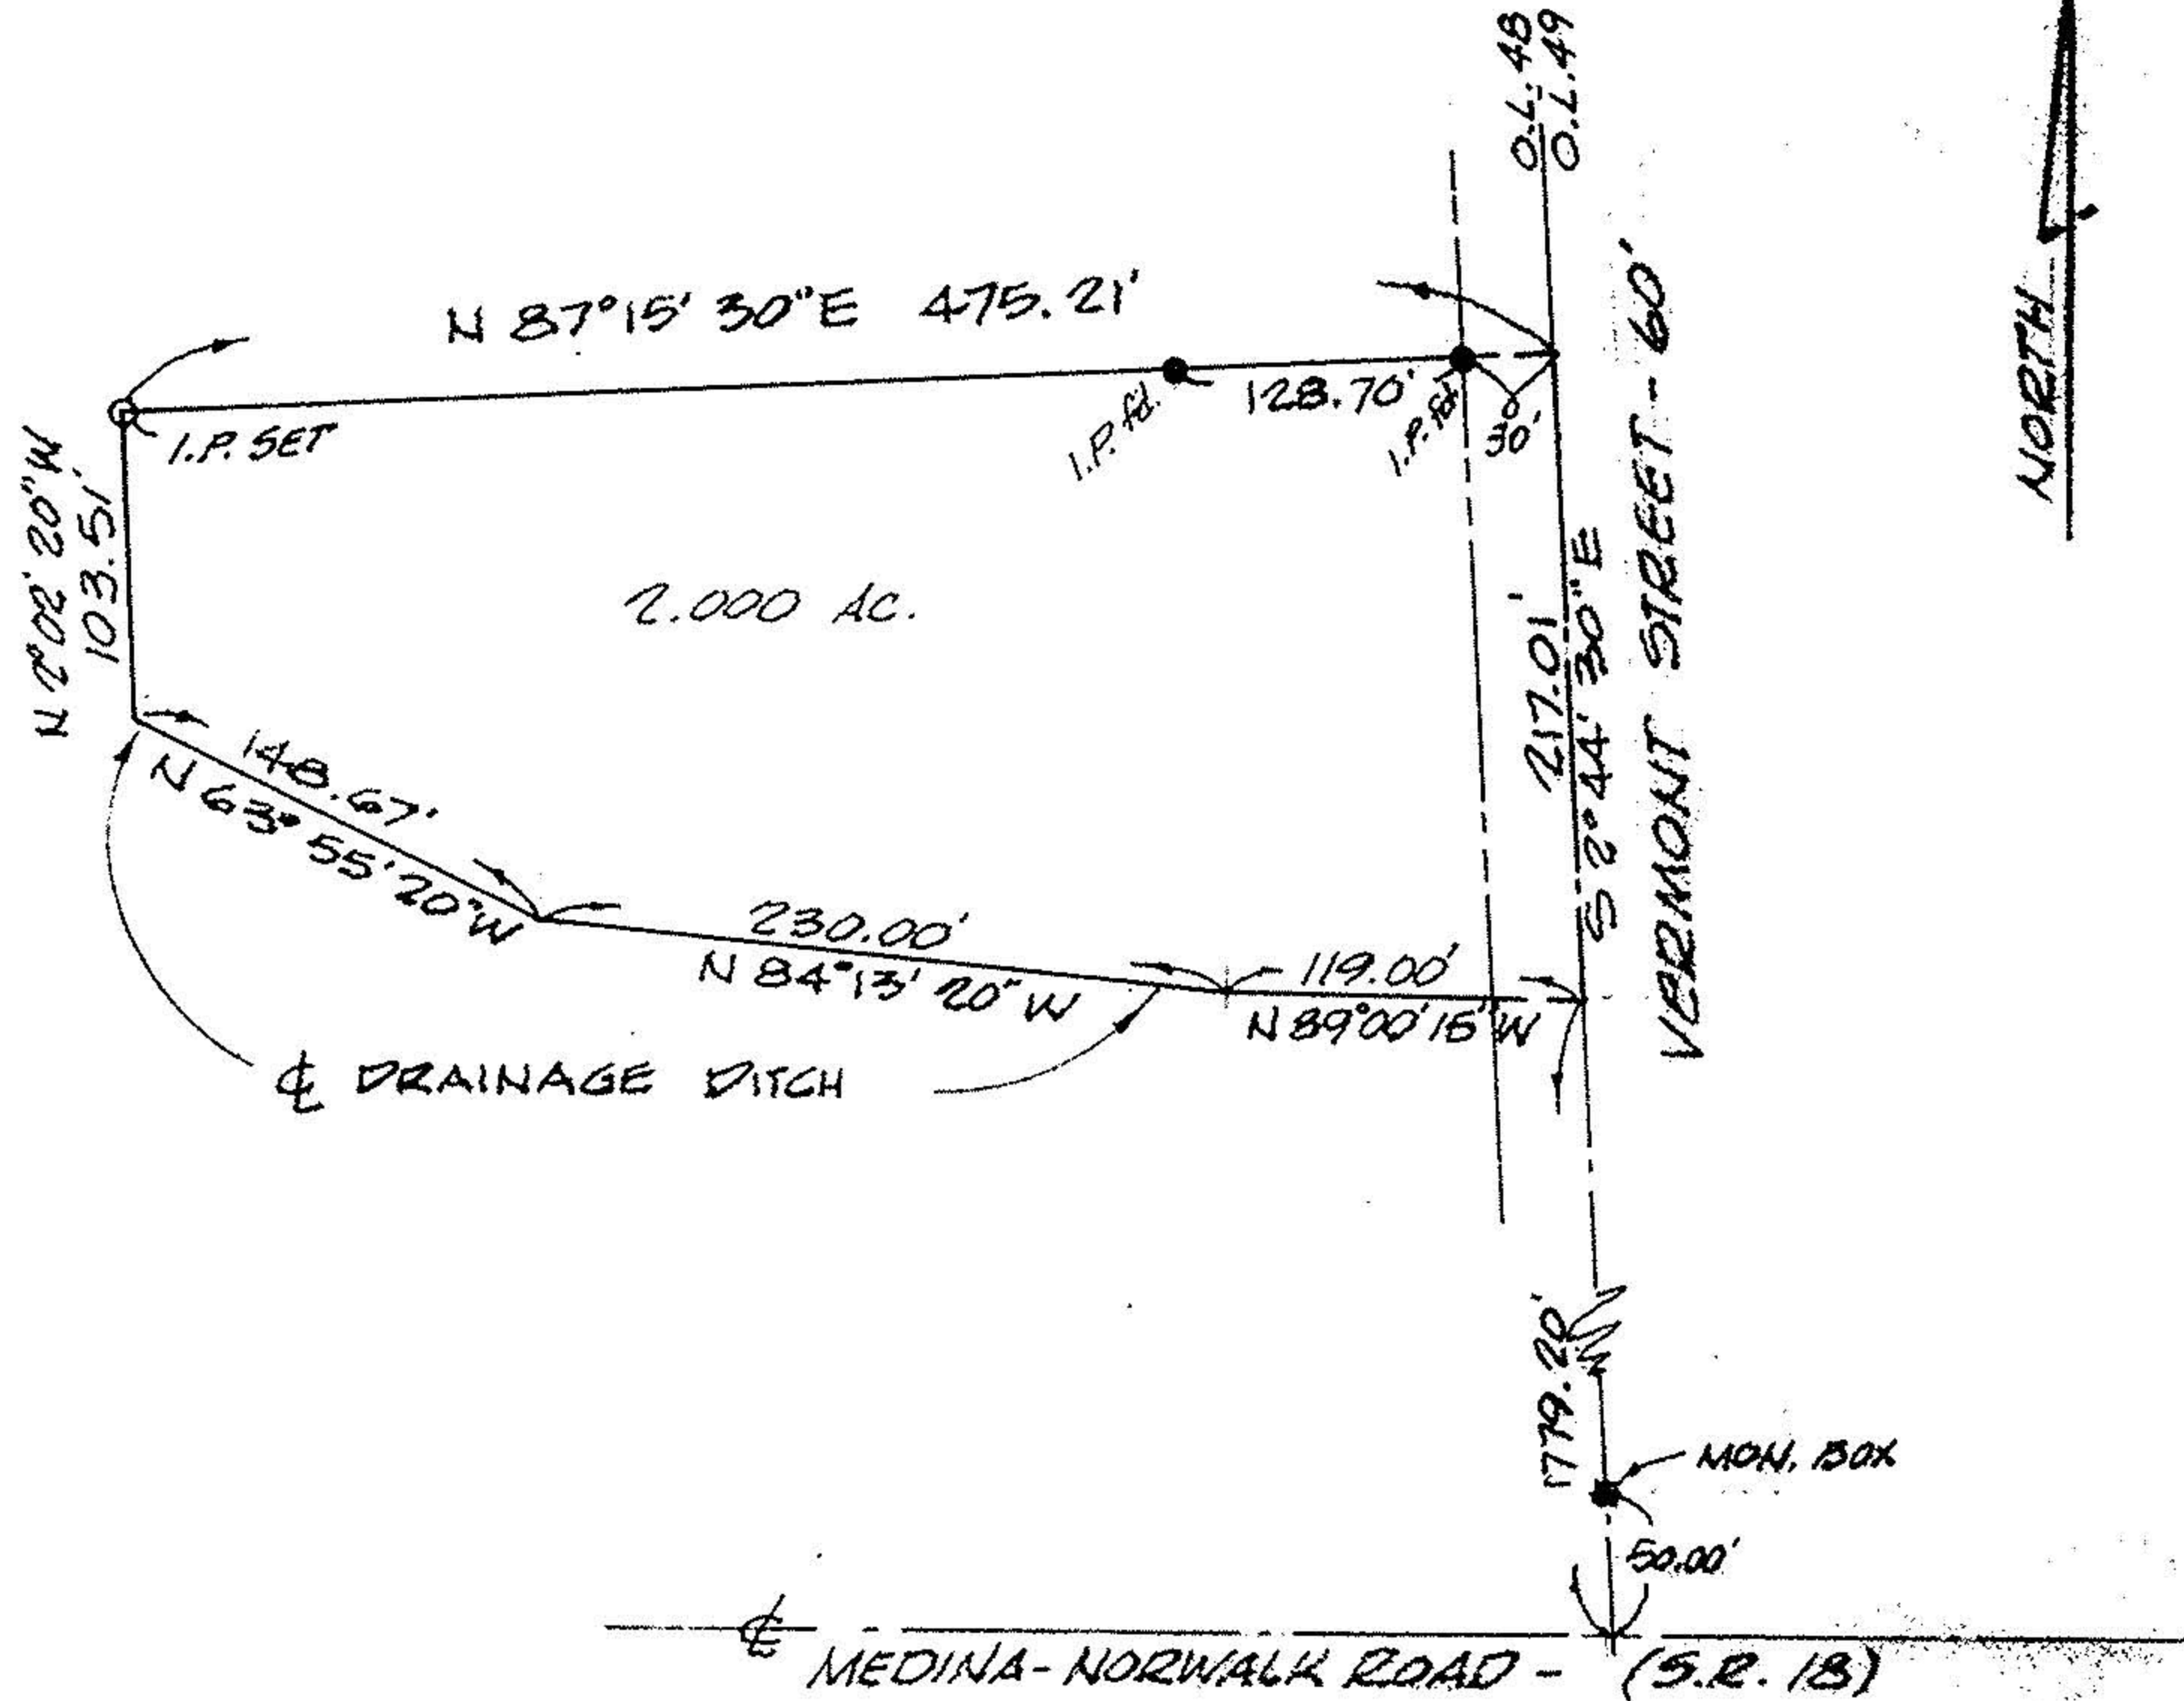 O.L. 48
O.L. 49
NORTH
N 87°15' 30"E 475.21'
I.P. SET
I.P. fd.
128.70'
I.P. fd.
30'
N 2°02' 20"W
103.51'
2.000 AC.
217.01'
S 2°44' 30"E
VERMONT STREET - 60'
148.67'
N 63° 55' 20"W
230.00'
N 84°13' 20"W
119.00'
N 89°00'15"W
℄ DRAINAGE DITCH
1779.20'
MON. BOX
50.00'
℄ MEDINA - NORWALK ROAD - (S.R. 18)